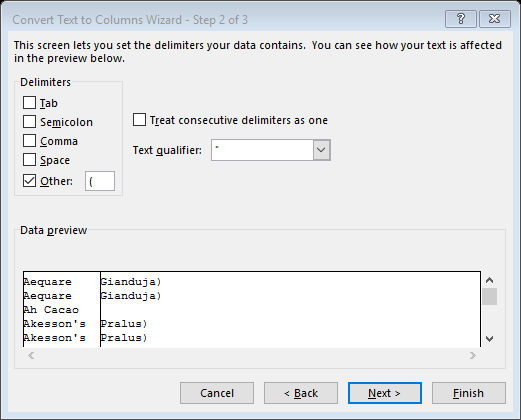 Convert Text to Columns Wizard - Step 2 of 3
This screen lets you set the delimiters your data contains. You can see how your text is affected
in the preview below.
Delimiters
Tab
Semicolon
Comma
Space
Other: (
Treat consecutive delimiters as one
Text qualifier: "
Data preview
Aequare Gianduja)
Aequare Gianduja)
Ah Cacao
Akesson's Pralus)
Akesson's Pralus)
Cancel < Back Next > Finish